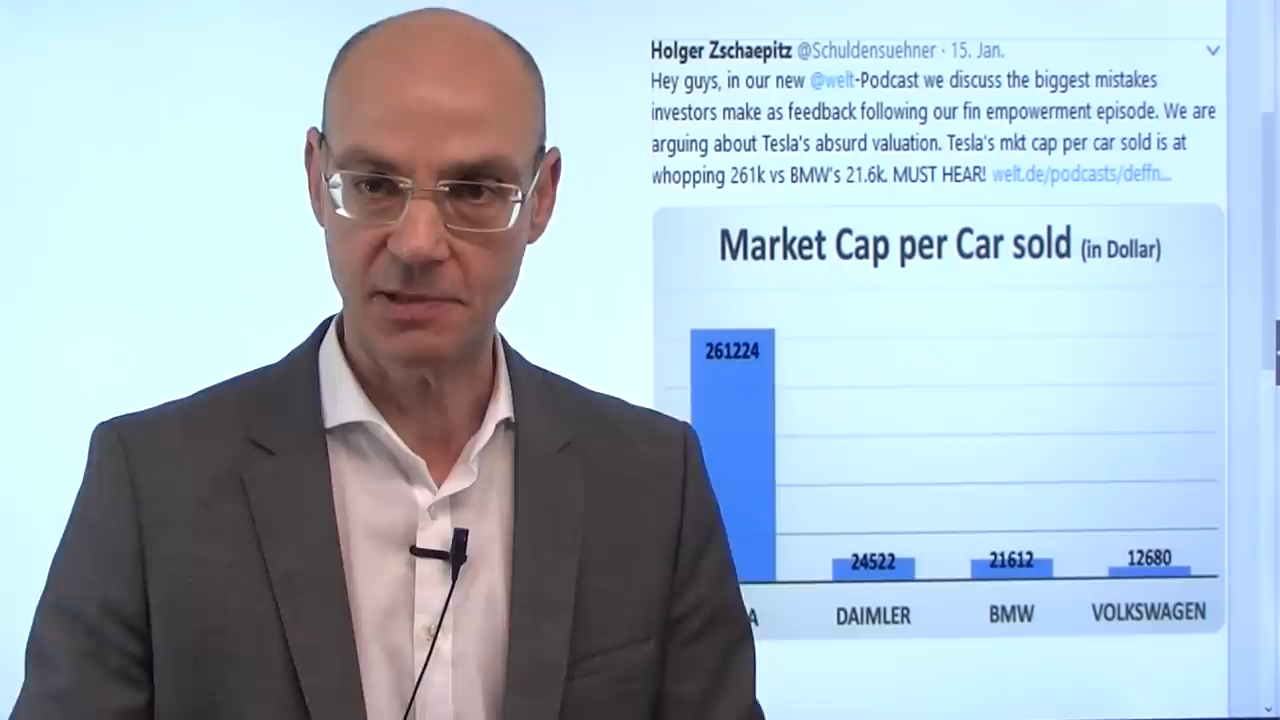 Holger Zschaepitz @Schuldensuehner · 15. Jan.
Hey guys, in our new @welt-Podcast we discuss the biggest mistakes
investors make as feedback following our fin empowerment episode. We are
arguing about Tesla's absurd valuation. Tesla's mkt cap per car sold is at
whopping 261k vs BMW's 21.6k. MUST HEAR! welt.de/podcasts/deffn...
Market Cap per Car sold (in Dollar)
261224
24522
21612
12680
A
DAIMLER
BMW
VOLKSWAGEN